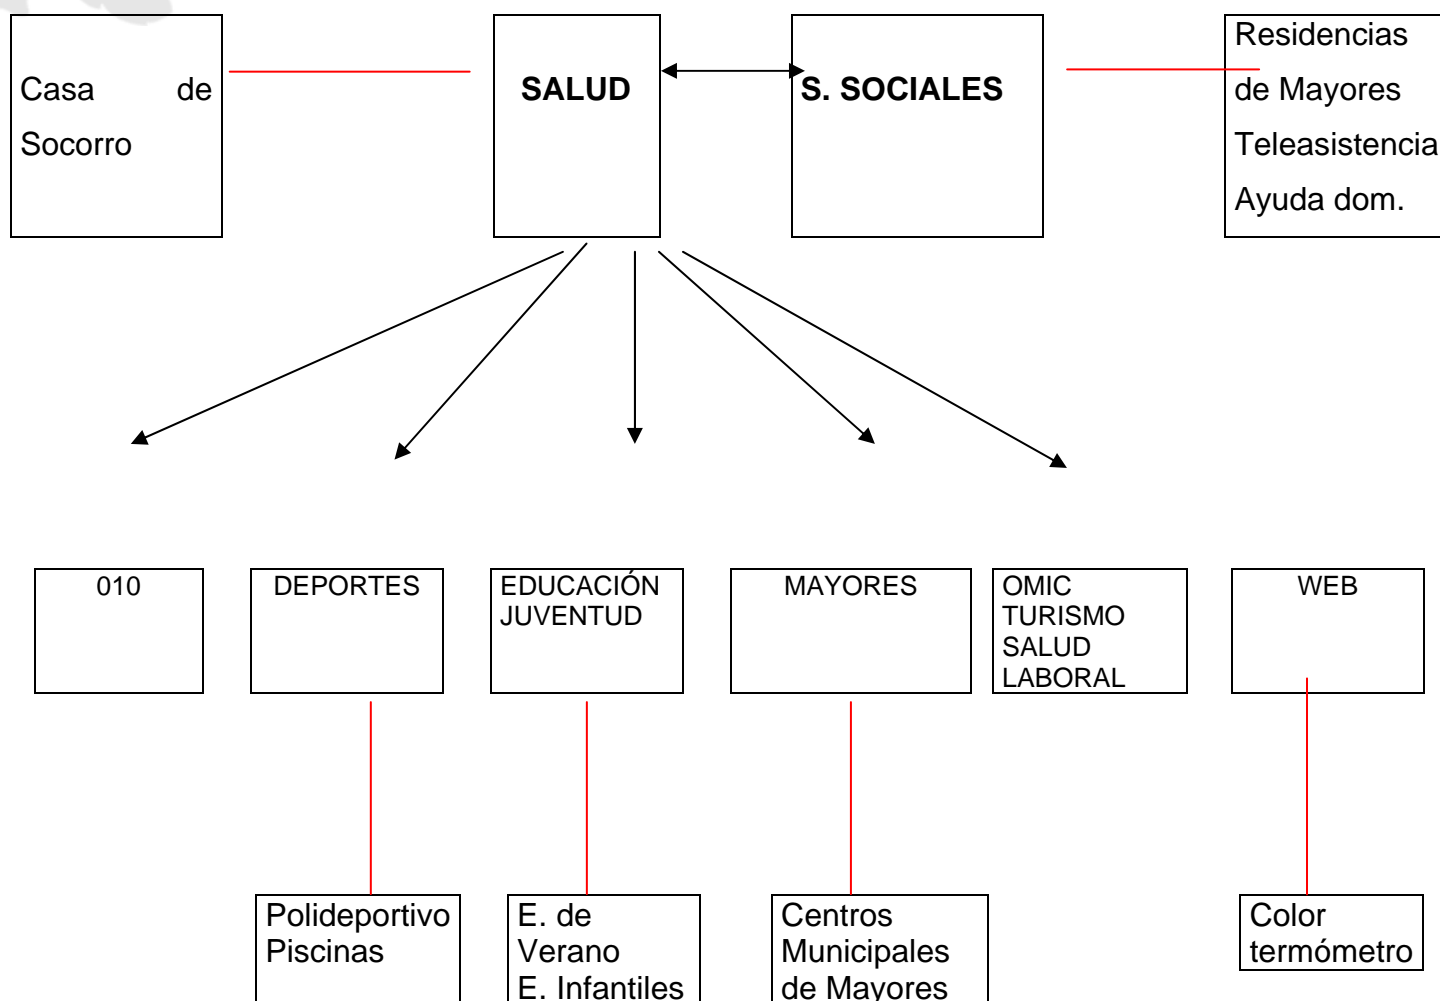 Casa de
Socorro
SALUD
S. SOCIALES
Residencias
de Mayores
Teleasistencia
Ayuda dom.
010
DEPORTES
EDUCACIÓN
JUVENTUD
MAYORES
OMIC
TURISMO
SALUD
LABORAL
WEB
Polideportivo
Piscinas
E. de
Verano
E. Infantiles
Centros
Municipales
de Mayores
Color
termómetro